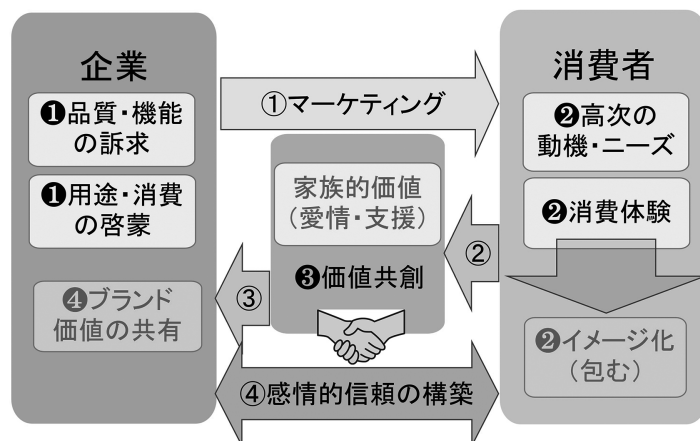 企業
❶品質・機能
の訴求
❶用途・消費
の啓蒙
❹ブランド
価値の共有
①マーケティング
家族的価値
（愛情・支援）
❸価値共創
②
③
④感情的信頼の構築
消費者
❷高次の
動機・ニーズ
❷消費体験
❷イメージ化
（包む）